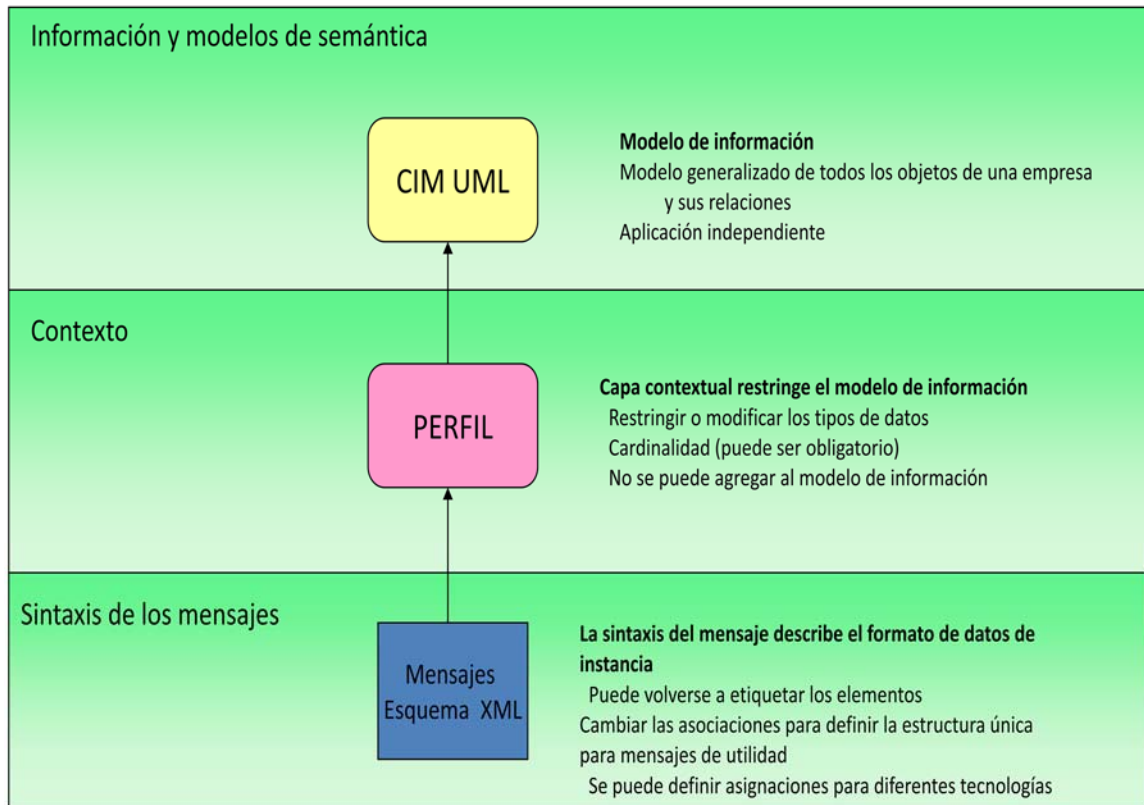 Información y modelos de semántica
CIM UML
Modelo de información
Modelo generalizado de todos los objetos de una empresa
y sus relaciones
Aplicación independiente
Contexto
PERFIL
Capa contextual restringe el modelo de información
Restringir o modificar los tipos de datos
Cardinalidad (puede ser obligatorio)
No se puede agregar al modelo de información
Sintaxis de los mensajes
Mensajes
Esquema XML
La sintaxis del mensaje describe el formato de datos de
instancia
Puede volverse a etiquetar los elementos
Cambiar las asociaciones para definir la estructura única
para mensajes de utilidad
Se puede definir asignaciones para diferentes tecnologías